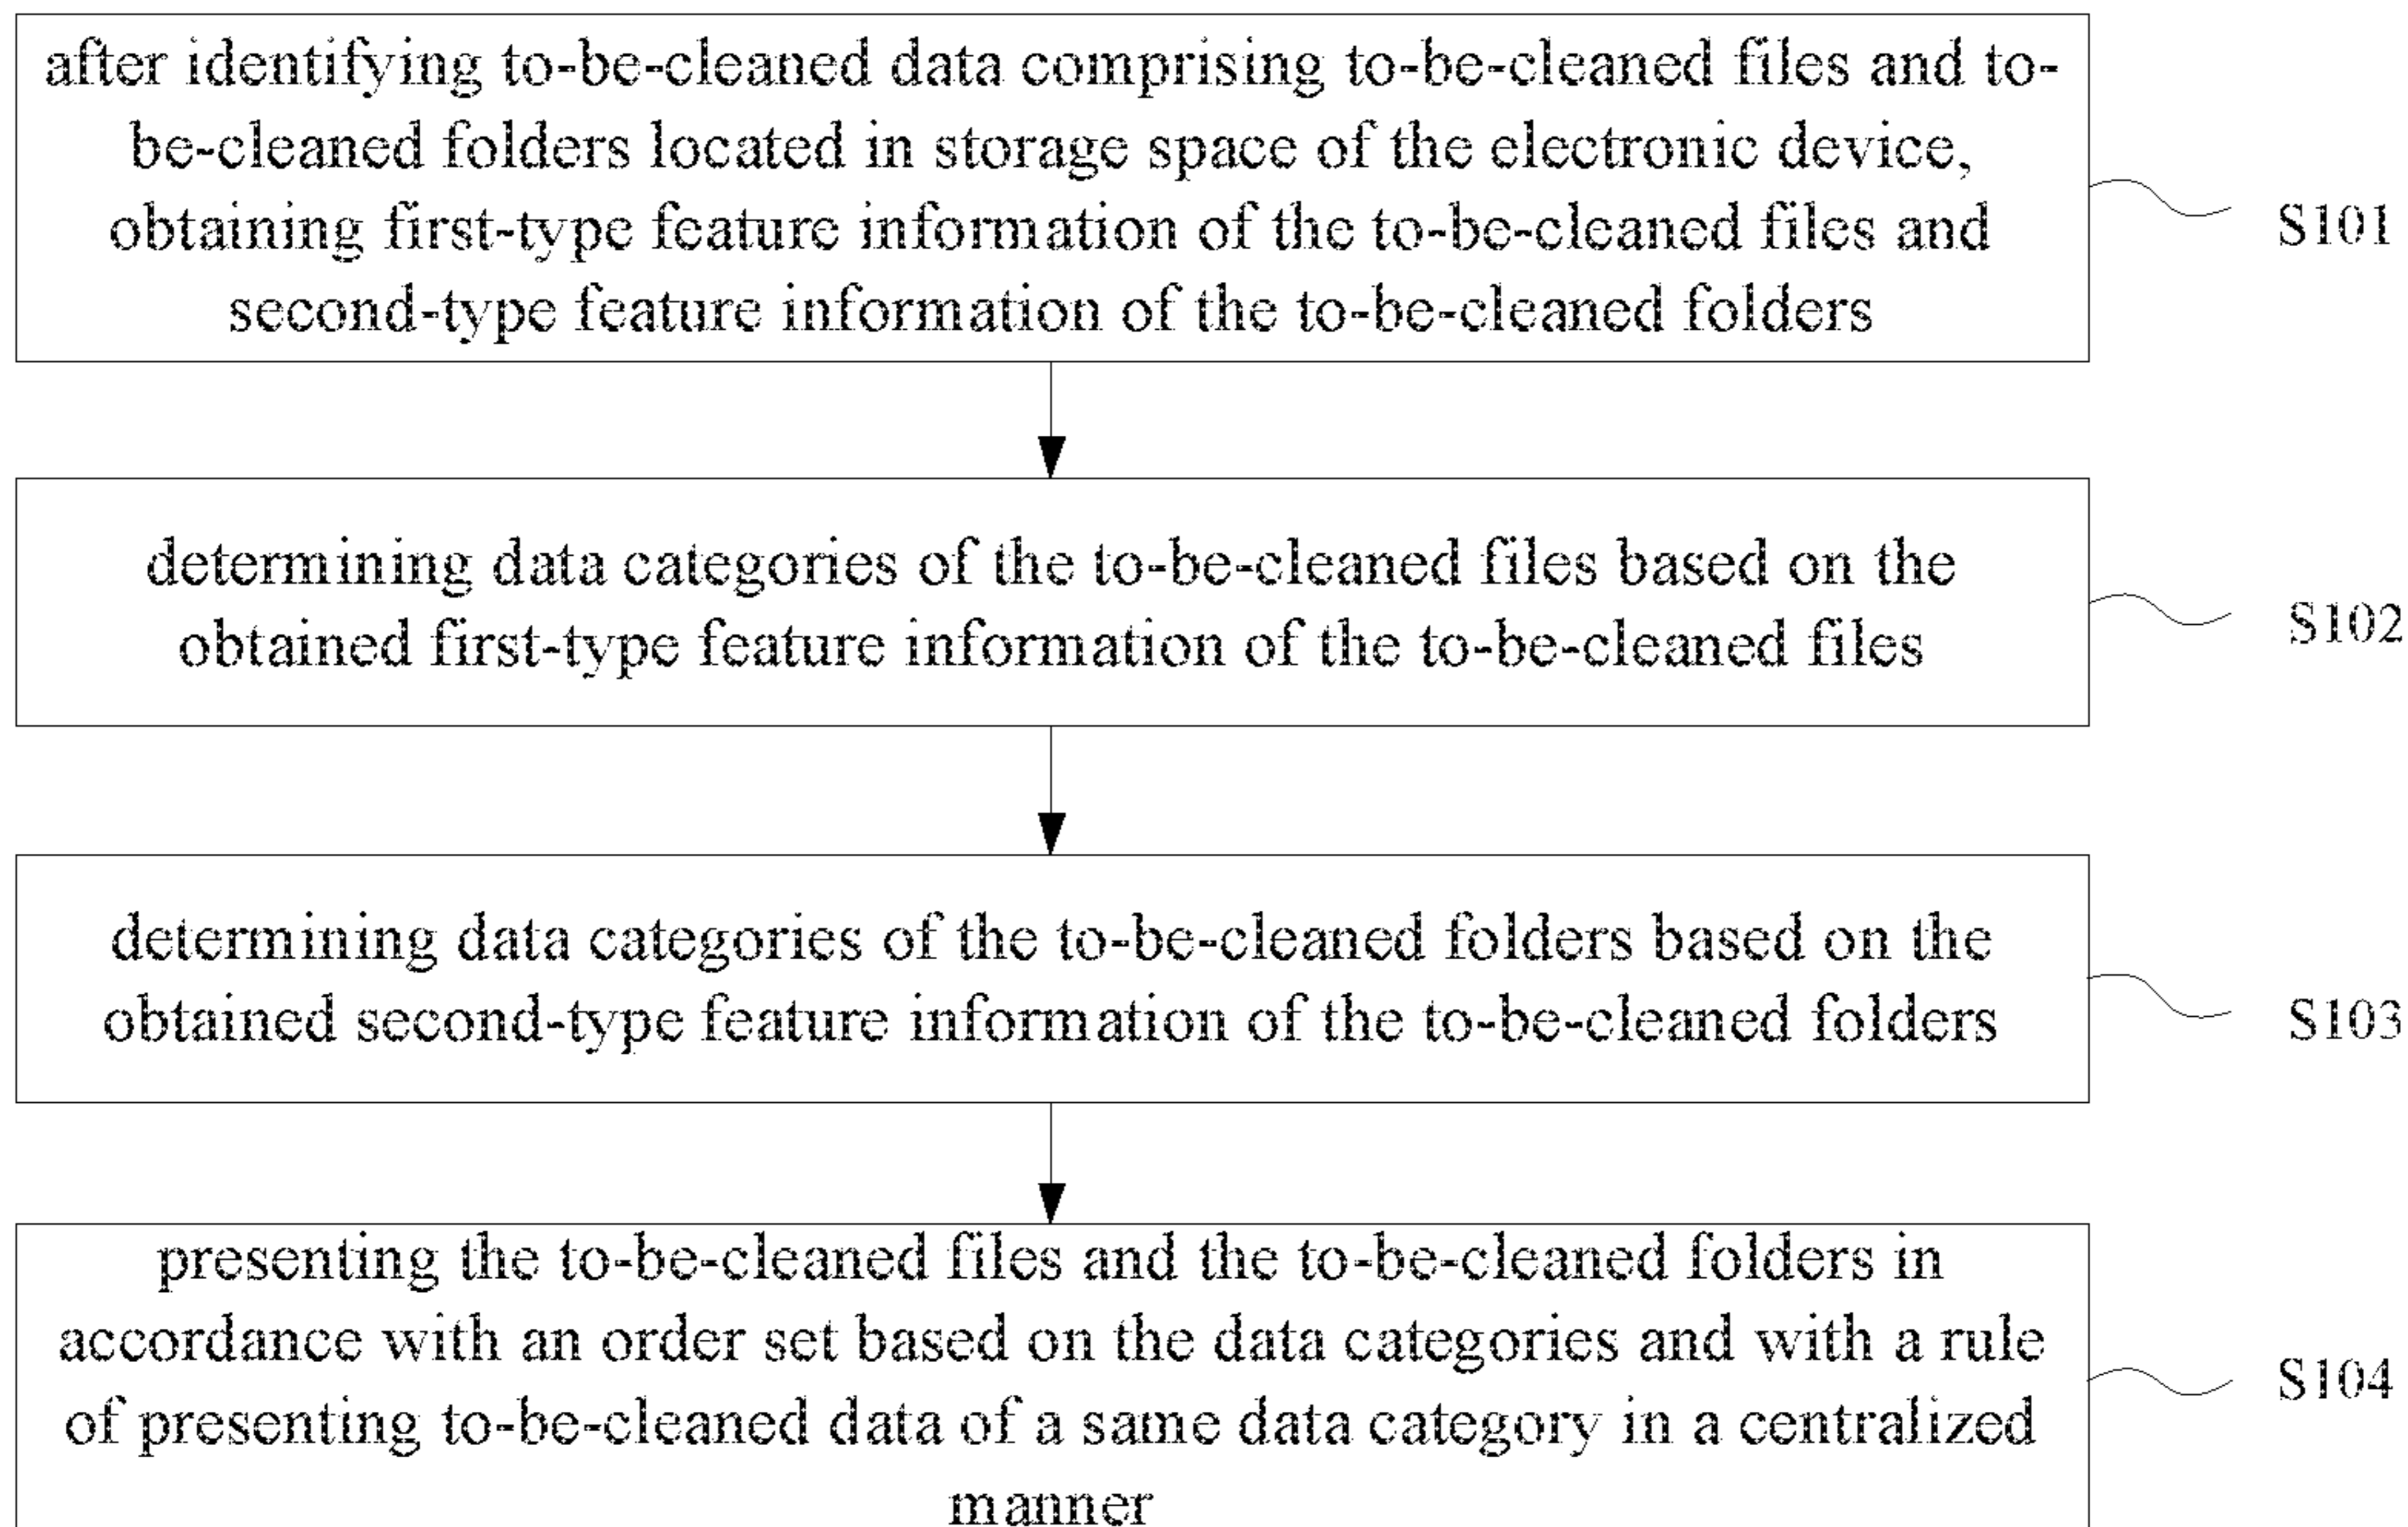 after identifying to-be-cleaned data comprising to-be-cleaned files and to-
be-cleaned folders located in storage space of the electronic device,
obtaining first-type feature information of the to-be-cleaned files and
second-type feature information of the to-be-cleaned folders
S101
determining data categories of the to-be-cleaned files based on the
obtained first-type feature information of the to-be-cleaned files
S102
determining data categories of the to-be-cleaned folders based on the
obtained second-type feature information of the to-be-cleaned folders
S103
presenting the to-be-cleaned files and the to-be-cleaned folders in
accordance with an order set based on the data categories and with a rule
of presenting to-be-cleaned data of a same data category in a centralized
manner
S104